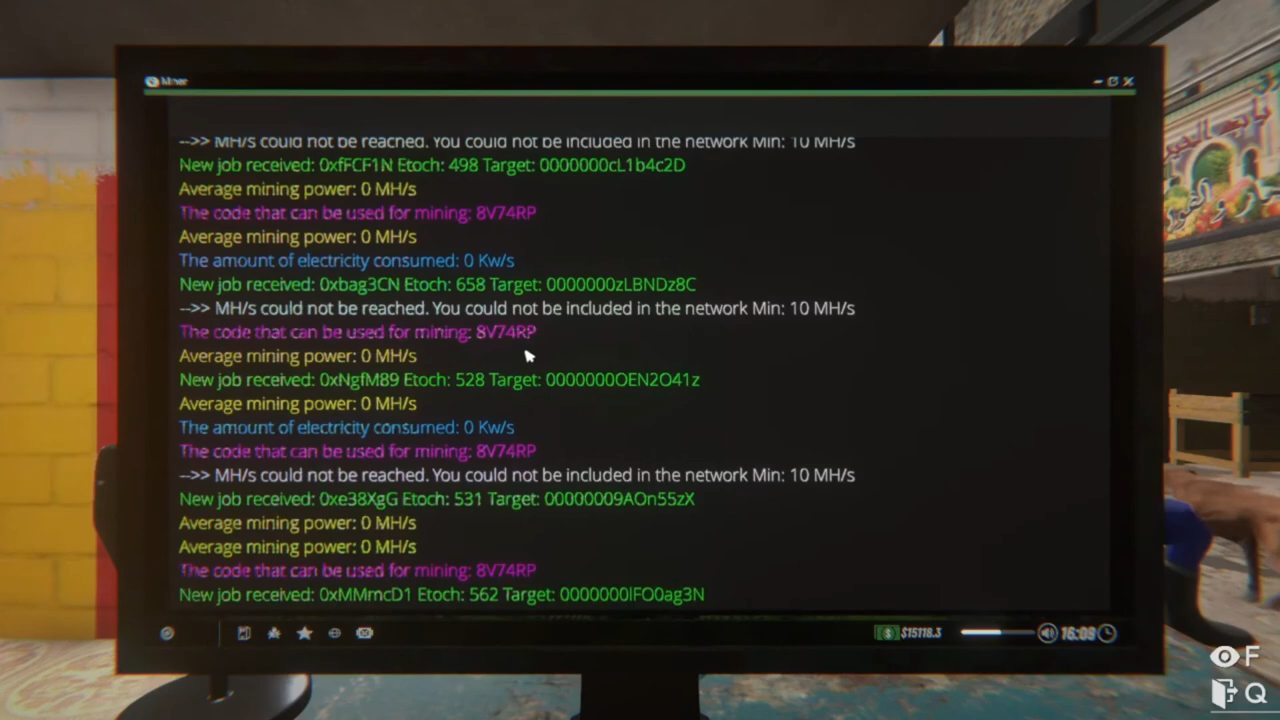 Miner
-->> MH/s could not be reached. You could not be included in the network Min: 10 MH/s
New job received: 0xfFCF1N Etoch: 498 Target: 0000000cL1b4c2D
Average mining power: 0 MH/s
The code that can be used for mining: 8V74RP
Average mining power: 0 MH/s
The amount of electricity consumed: 0 Kw/s
New job received: 0xbag3CN Etoch: 658 Target: 0000000zLBNDz8C
-->> MH/s could not be reached. You could not be included in the network Min: 10 MH/s
The code that can be used for mining: 8V74RP
Average mining power: 0 MH/s
New job received: 0xNgfM89 Etoch: 528 Target: 0000000OEN2O41z
Average mining power: 0 MH/s
The amount of electricity consumed: 0 Kw/s
The code that can be used for mining: 8V74RP
-->> MH/s could not be reached. You could not be included in the network Min: 10 MH/s
New job received: 0xe38XgG Etoch: 531 Target: 00000009AOn55zX
Average mining power: 0 MH/s
Average mining power: 0 MH/s
The code that can be used for mining: 8V74RP
New job received: 0xMMmcD1 Etoch: 562 Target: 0000000lFO0ag3N
$15118.3
16:09
F
Q